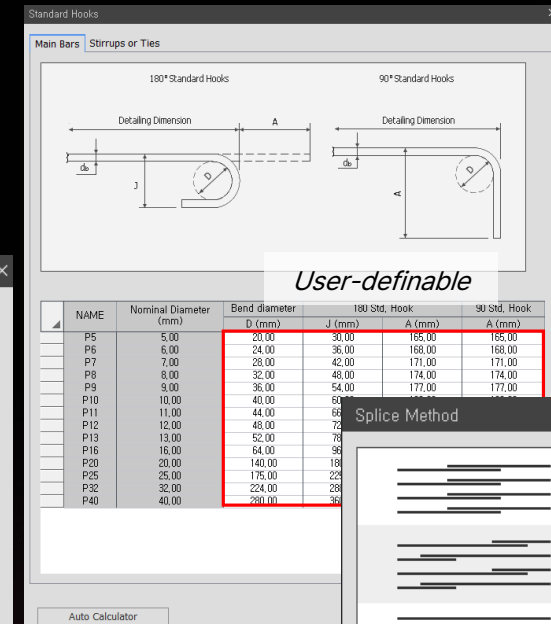 Standard Hooks
Main Bars Stirrups or Ties
180° Standard Hooks 90° Standard Hooks
Detailing Dimension A Detailing Dimension
db D J
db D A
User-definable
NAME Nominal Diameter (mm) Bend diameter 180 Std, Hook 90 Std, Hook
D (mm) J (mm) A (mm) A (mm)
P5 5,00 20,00 30,00 165,00 165,00
P6 6,00 24,00 36,00 168,00 168,00
P7 7,00 28,00 42,00 171,00 171,00
P8 8,00 32,00 48,00 174,00 174,00
P9 9,00 36,00 54,00 177,00 177,00
P10 10,00 40,00
P11 11,00 44,00
P12 12,00 48,00
P13 13,00 52,00
P16 16,00 64,00
P20 20,00 140,00
P25 25,00 175,00
P32 32,00 224,00
P40 40,00 280,00
Splice Method
Auto Calculator